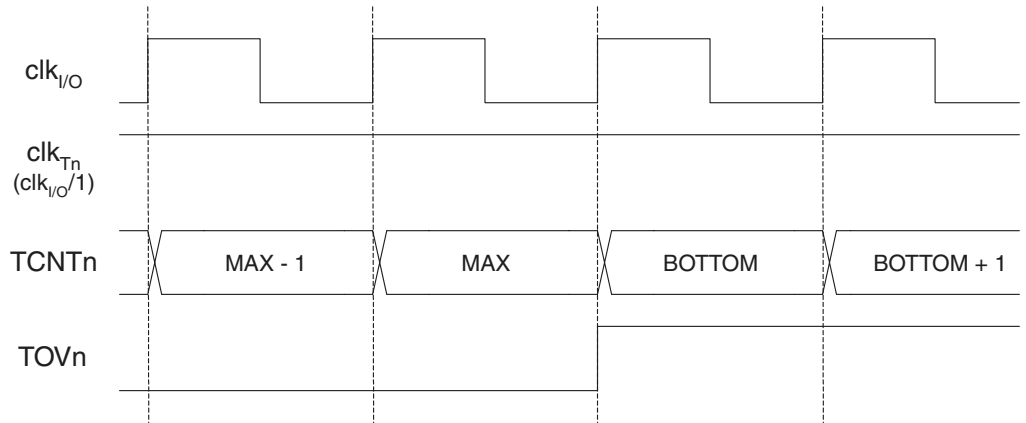 clkI/O
clkTn
(clkI/O/1)
TCNTn MAX - 1 MAX BOTTOM BOTTOM + 1
TOVn